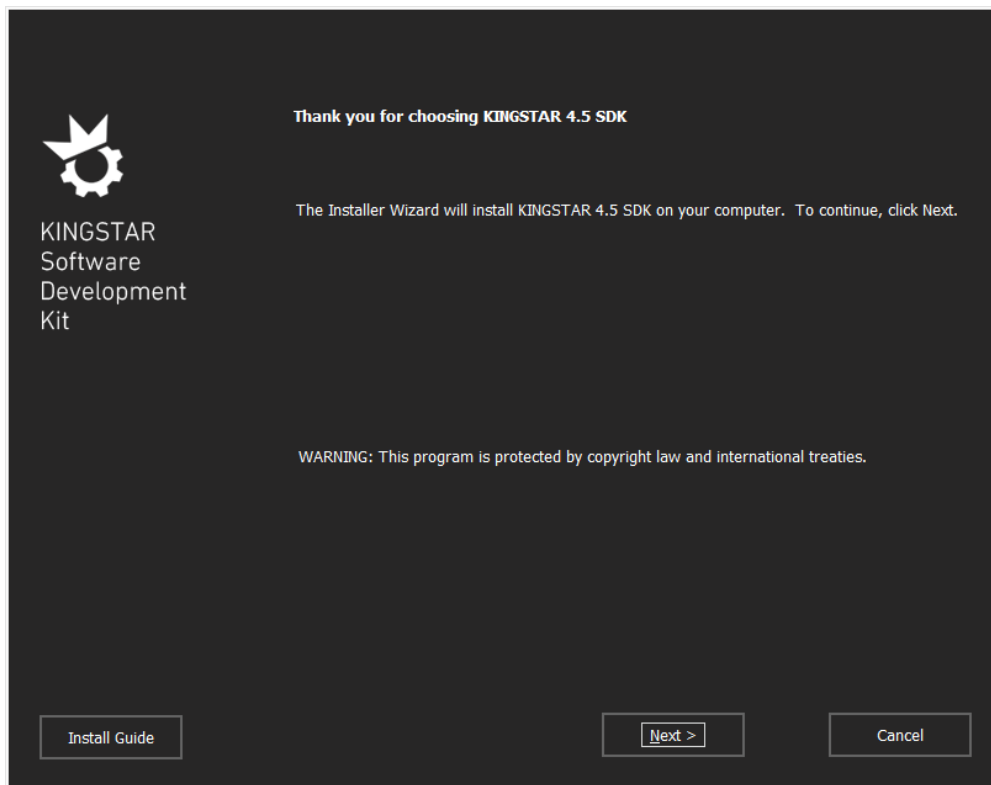 Thank you for choosing KINGSTAR 4.5 SDK
KINGSTAR
Software
Development
Kit
The Installer Wizard will install KINGSTAR 4.5 SDK on your computer.  To continue, click Next.
WARNING: This program is protected by copyright law and international treaties.
Install Guide
Next >
Cancel